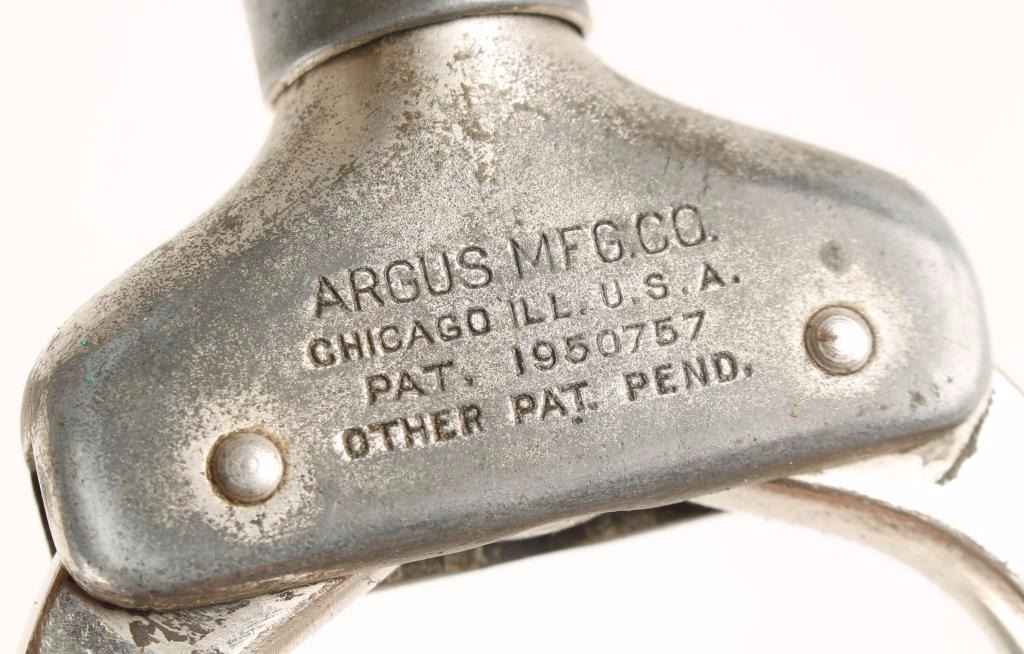 ARGUS MFG.CO.
CHICAGO ILL. U.S.A.
PAT. 1950757
OTHER PAT. PEND.